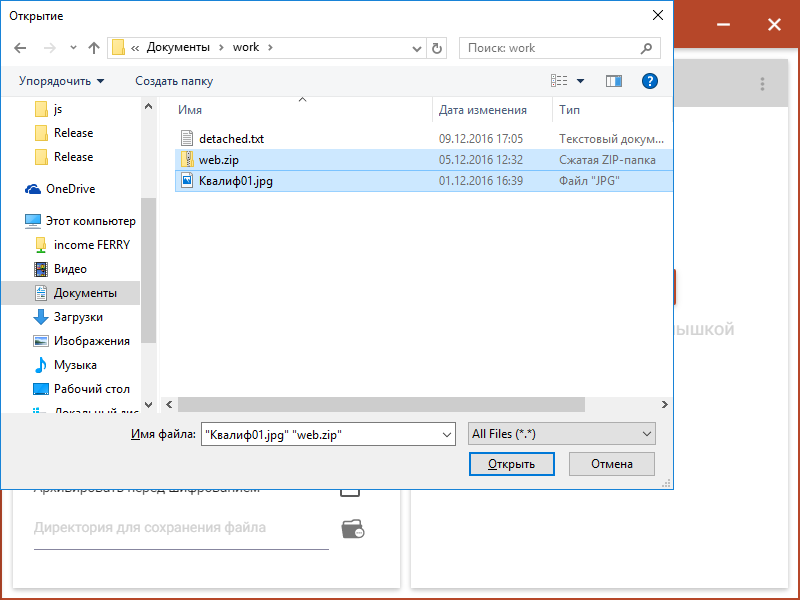 Открытие
« Документы › work ›
Поиск: work
Упорядочить
Создать папку
Имя
Дата изменения
Тип
js
Release
Release
OneDrive
Этот компьютер
income FERRY
Видео
Документы
Загрузки
Изображения
Музыка
Рабочий стол
detached.txt 09.12.2016 17:05 Текстовый докум...
web.zip 05.12.2016 12:32 Сжатая ZIP-папка
Квалиф01.jpg 01.12.2016 16:39 Файл "JPG"
Имя файла: "Квалиф01.jpg" "web.zip"
All Files (*.*)
Открыть
Отмена
ышкой
Архивировать перед шифрованием
Директория для сохранения файла